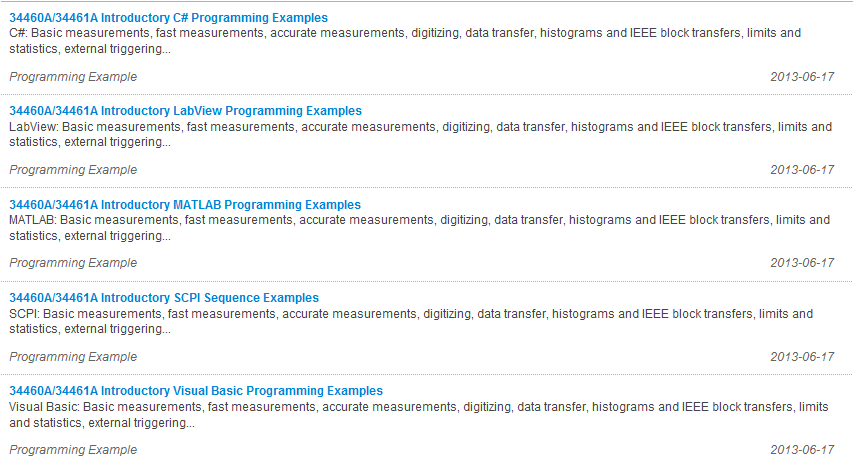 34460A/34461A Introductory C# Programming Examples
C#: Basic measurements, fast measurements, accurate measurements, digitizing, data transfer, histograms and IEEE block transfers, limits and
statistics, external triggering...
Programming Example 2013-06-17
34460A/34461A Introductory LabView Programming Examples
LabView: Basic measurements, fast measurements, accurate measurements, digitizing, data transfer, histograms and IEEE block transfers, limits and
statistics, external triggering...
Programming Example 2013-06-17
34460A/34461A Introductory MATLAB Programming Examples
MATLAB: Basic measurements, fast measurements, accurate measurements, digitizing, data transfer, histograms and IEEE block transfers, limits and
statistics, external triggering...
Programming Example 2013-06-17
34460A/34461A Introductory SCPI Sequence Examples
SCPI: Basic measurements, fast measurements, accurate measurements, digitizing, data transfer, histograms and IEEE block transfers, limits and
statistics, external triggering...
Programming Example 2013-06-17
34460A/34461A Introductory Visual Basic Programming Examples
Visual Basic: Basic measurements, fast measurements, accurate measurements, digitizing, data transfer, histograms and IEEE block transfers, limits
and statistics, external triggering...
Programming Example 2013-06-17